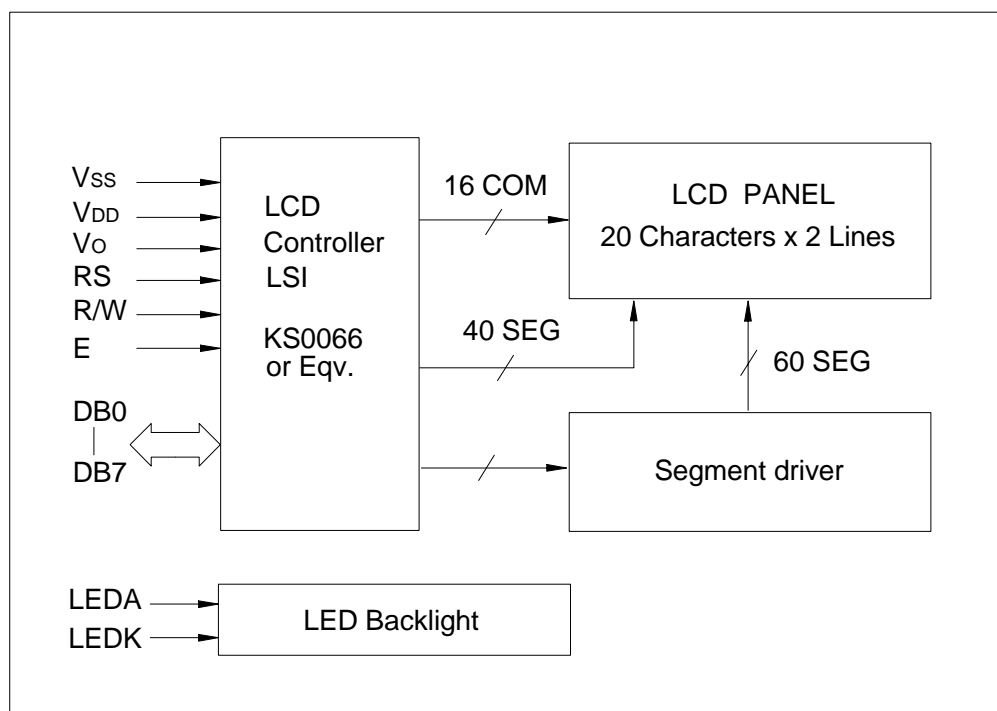 VSS
VDD
VO
RS
R/W
E
DB0
DB7
LCD
Controller
LSI
KS0066
or Eqv.
16 COM
40 SEG
LCD PANEL
20 Characters x 2 Lines
60 SEG
Segment driver
LEDA
LEDK
LED Backlight